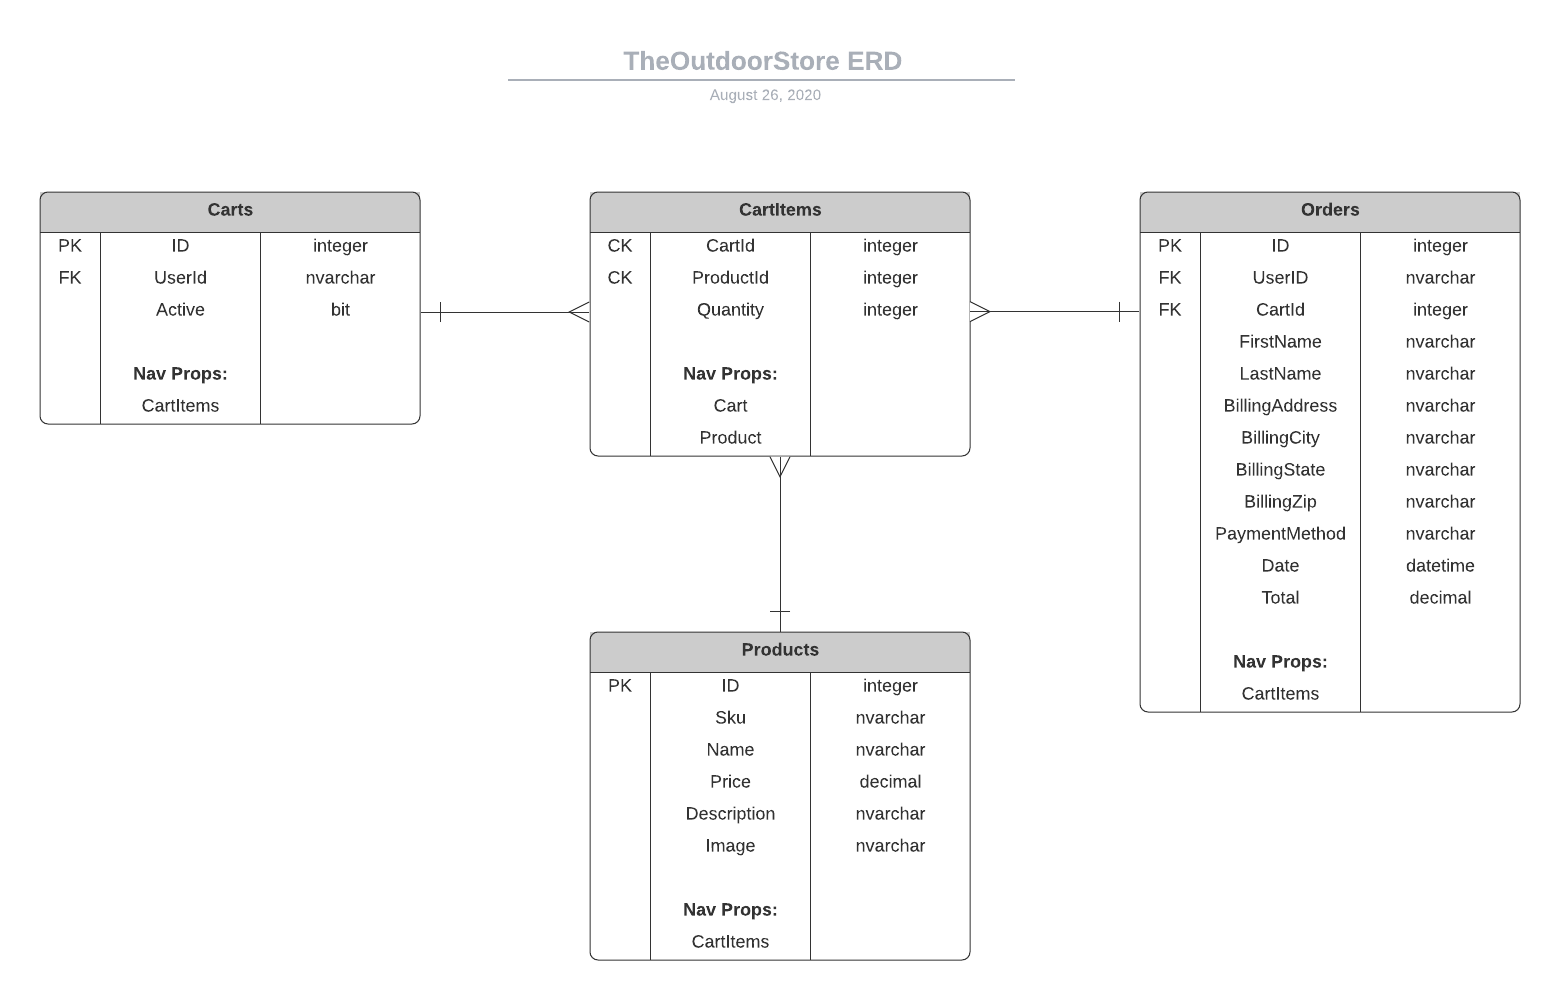 TheOutdoorStore ERD
August 26, 2020
Carts
PK ID integer
FK UserId nvarchar
Active bit
Nav Props:
CartItems
CartItems
CK CartId integer
CK ProductId integer
Quantity integer
Nav Props:
Cart
Product
Orders
PK ID integer
FK UserID nvarchar
FK CartId integer
FirstName nvarchar
LastName nvarchar
BillingAddress nvarchar
BillingCity nvarchar
BillingState nvarchar
BillingZip nvarchar
PaymentMethod nvarchar
Date datetime
Total decimal
Nav Props:
CartItems
Products
PK ID integer
Sku nvarchar
Name nvarchar
Price decimal
Description nvarchar
Image nvarchar
Nav Props:
CartItems